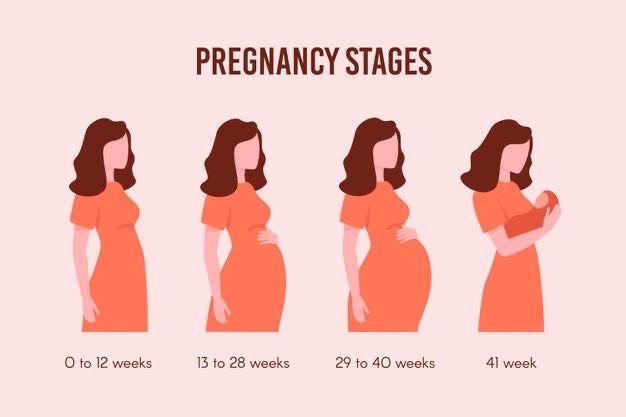 PREGNANCY STAGES
0 to 12 weeks
13 to 28 weeks
29 to 40 weeks
41 week